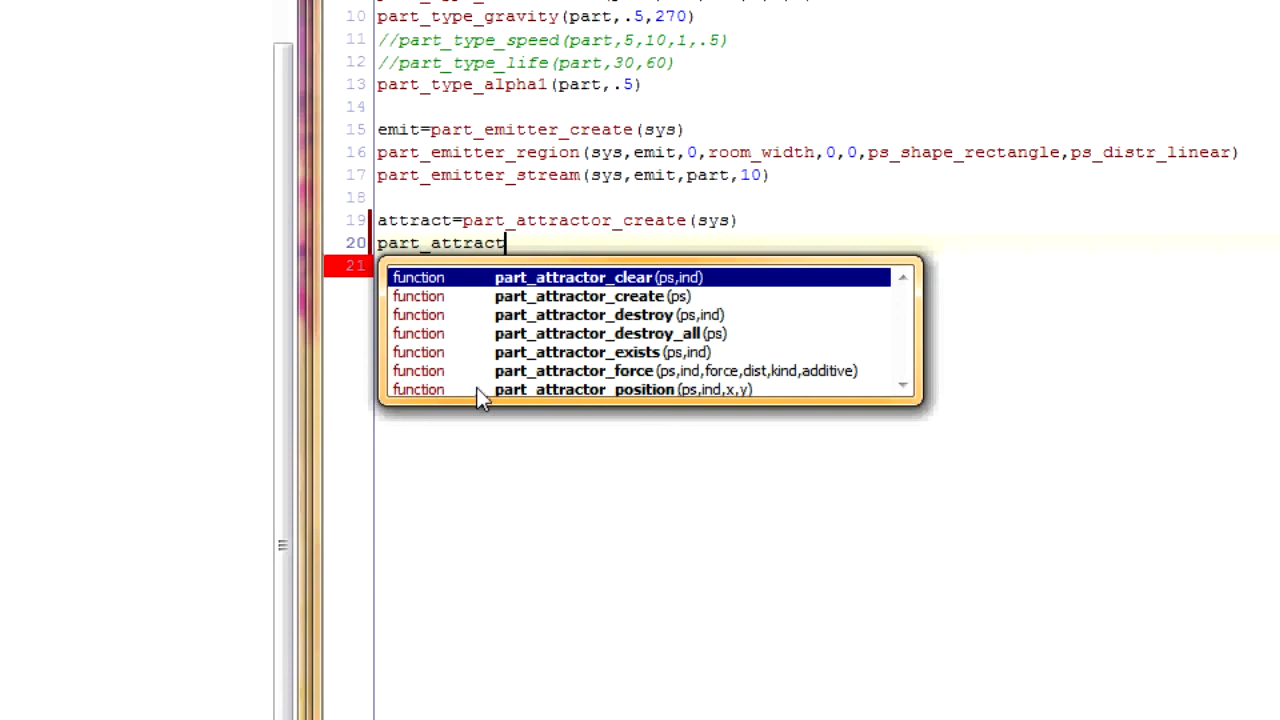 10 part_type_gravity(part,.5,270)
11 //part_type_speed(part,5,10,1,.5)
12 //part_type_life(part,30,60)
13 part_type_alpha1(part,.5)
14
15 emit=part_emitter_create(sys)
16 part_emitter_region(sys,emit,0,room_width,0,0,ps_shape_rectangle,ps_distr_linear)
17 part_emitter_stream(sys,emit,part,10)
18
19 attract=part_attractor_create(sys)
20 part_attract
21
function part_attractor_clear(ps,ind)
function part_attractor_create(ps)
function part_attractor_destroy(ps,ind)
function part_attractor_destroy_all(ps)
function part_attractor_exists(ps,ind)
function part_attractor_force(ps,ind,force,dist,kind,additive)
function part_attractor_position(ps,ind,x,y)